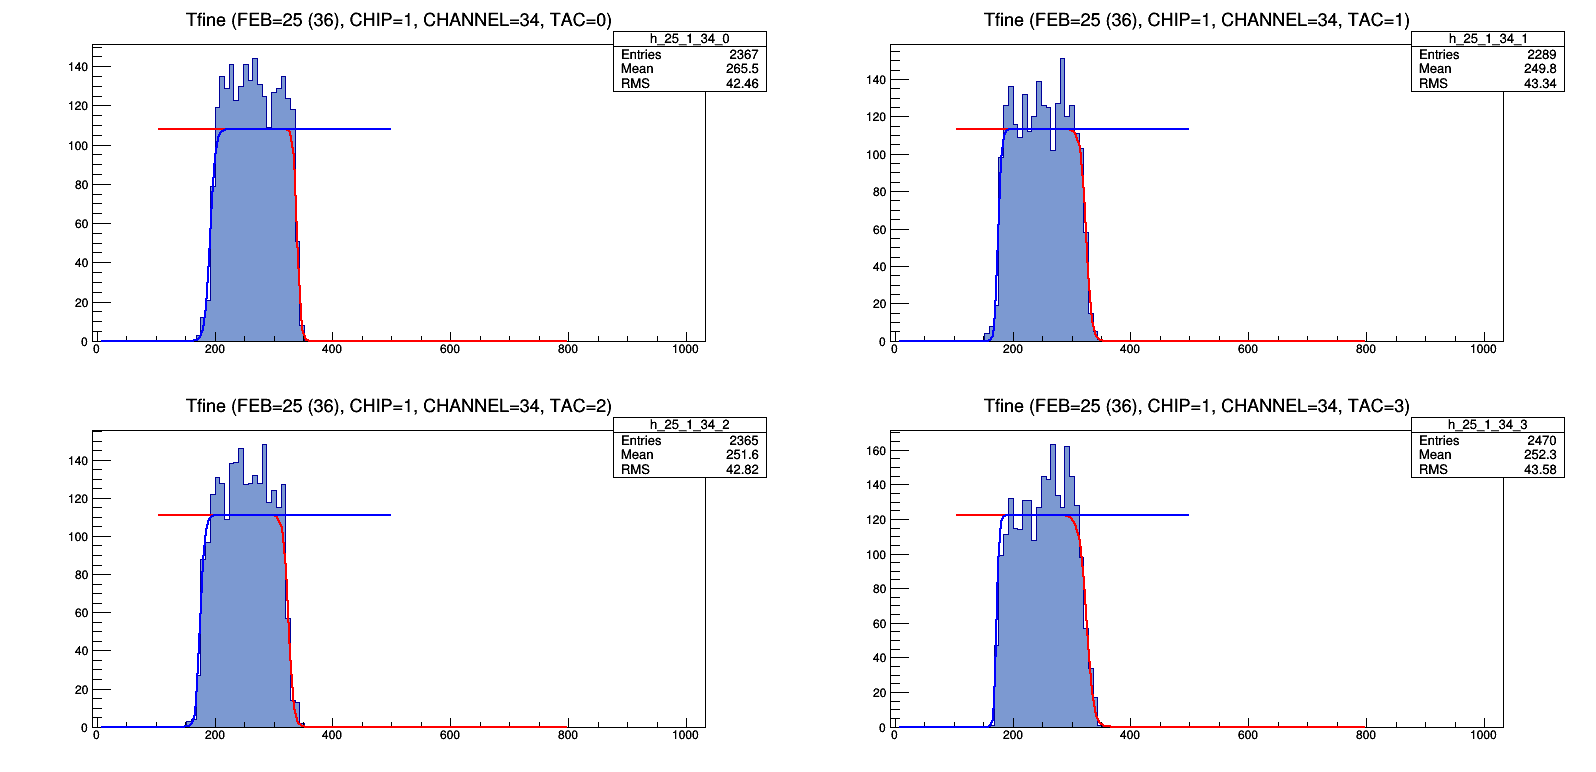 Tfine (FEB=25 (36), CHIP=1, CHANNEL=34, TAC=0)
h_25_1_34_0
Entries 2367
Mean 265.5
RMS 42.46
140
120
100
80
60
40
20
0
0 200 400 600 800 1000
Tfine (FEB=25 (36), CHIP=1, CHANNEL=34, TAC=1)
h_25_1_34_1
Entries 2289
Mean 249.8
RMS 43.34
140
120
100
80
60
40
20
0
0 200 400 600 800 1000
Tfine (FEB=25 (36), CHIP=1, CHANNEL=34, TAC=2)
h_25_1_34_2
Entries 2365
Mean 251.6
RMS 42.82
140
120
100
80
60
40
20
0
0 200 400 600 800 1000
Tfine (FEB=25 (36), CHIP=1, CHANNEL=34, TAC=3)
h_25_1_34_3
Entries 2470
Mean 252.3
RMS 43.58
160
140
120
100
80
60
40
20
0
0 200 400 600 800 1000